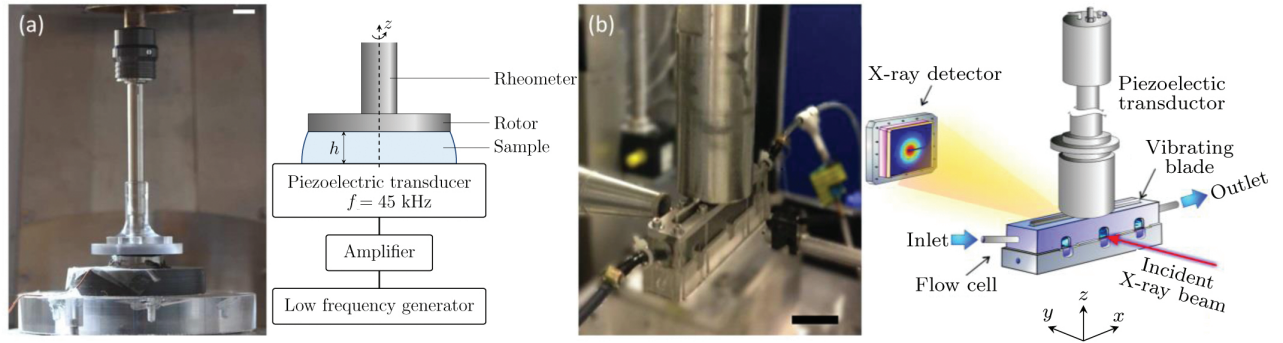 (a)
z
Rheometer
Rotor
h
Sample
Piezoelectric transducer
f = 45 kHz
Amplifier
Low frequency generator
(b)
X-ray detector
Piezoelectic
transductor
Vibrating
blade
Outlet
Inlet
Flow cell
Incident
X-ray beam
z
y
x